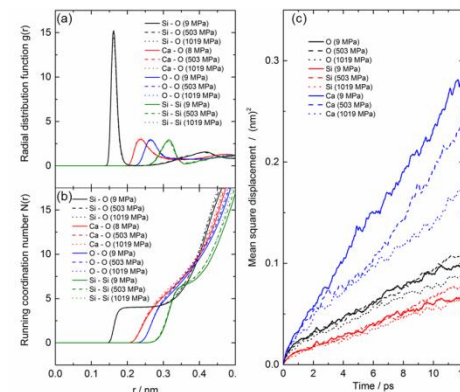 (a)
Si - O (9 MPa)
Si - O (503 MPa)
Si - O (1019 MPa)
Ca - O (8 MPa)
Ca - O (503 MPa)
Ca - O (1019 MPa)
O - O (9 MPa)
O - O (503 MPa)
O - O (1019 MPa)
Si - Si (9 MPa)
Si - Si (503 MPa)
Si - Si (1019 MPa)
Radial distribution function g(r)
15
10
5
0
(b)
Si - O (9 MPa)
Si - O (503 MPa)
Si - O (1019 MPa)
Ca - O (8 MPa)
Ca - O (503 MPa)
Ca - O (1019 MPa)
O - O (9 MPa)
O - O (503 MPa)
O - O (1019 MPa)
Si - Si (9 MPa)
Si - Si (503 MPa)
Si - Si (1019 MPa)
Running coordination number N(r)
15
10
5
0
0.0 0.1 0.2 0.3 0.4
r / nm
(c)
O (9 MPa)
O (503 MPa)
O (1019 MPa)
Si (9 MPa)
Si (503 MPa)
Si (1019 MPa)
Ca (9 MPa)
Ca (503 MPa)
Ca (1019 MPa)
Mean square displacement / (nm)²
0.3
0.2
0.1
0.0
0 2 4 6 8 10
Time / ps